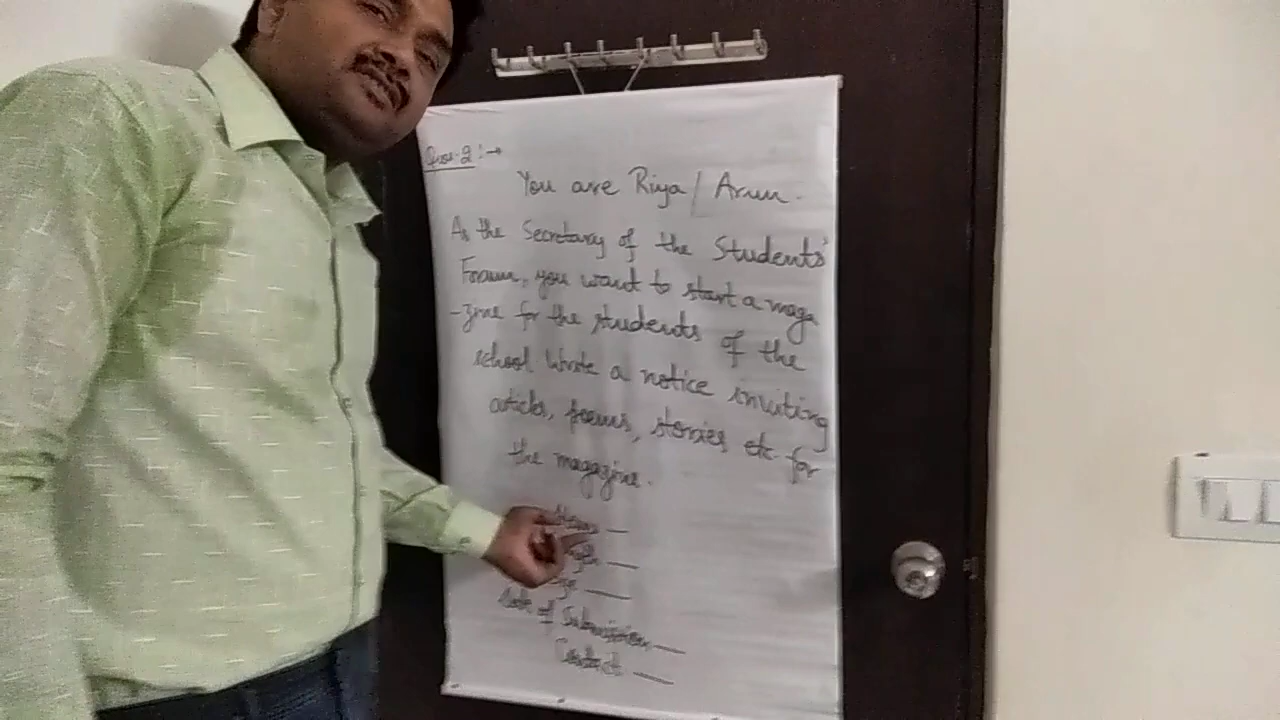 Ques-2:→
You are Riya / Arun.
As the Secretary of the Students'
Forum, you want to start a maga
-zine for the students of the
school write a notice inviting
articles, poems, stories etc for
the magazine.
—
—
—
Date of Submission —
Contact —